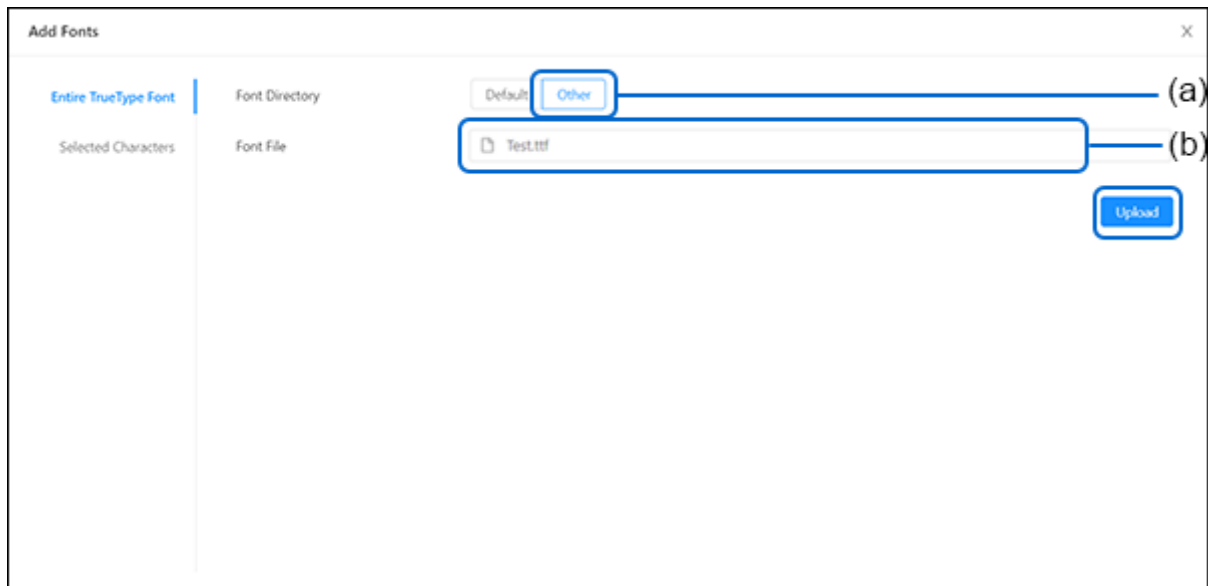 Add Fonts
Entire TrueType Font Font Directory Default Other (a)
Selected Characters Font File Test.ttf (b)
Upload